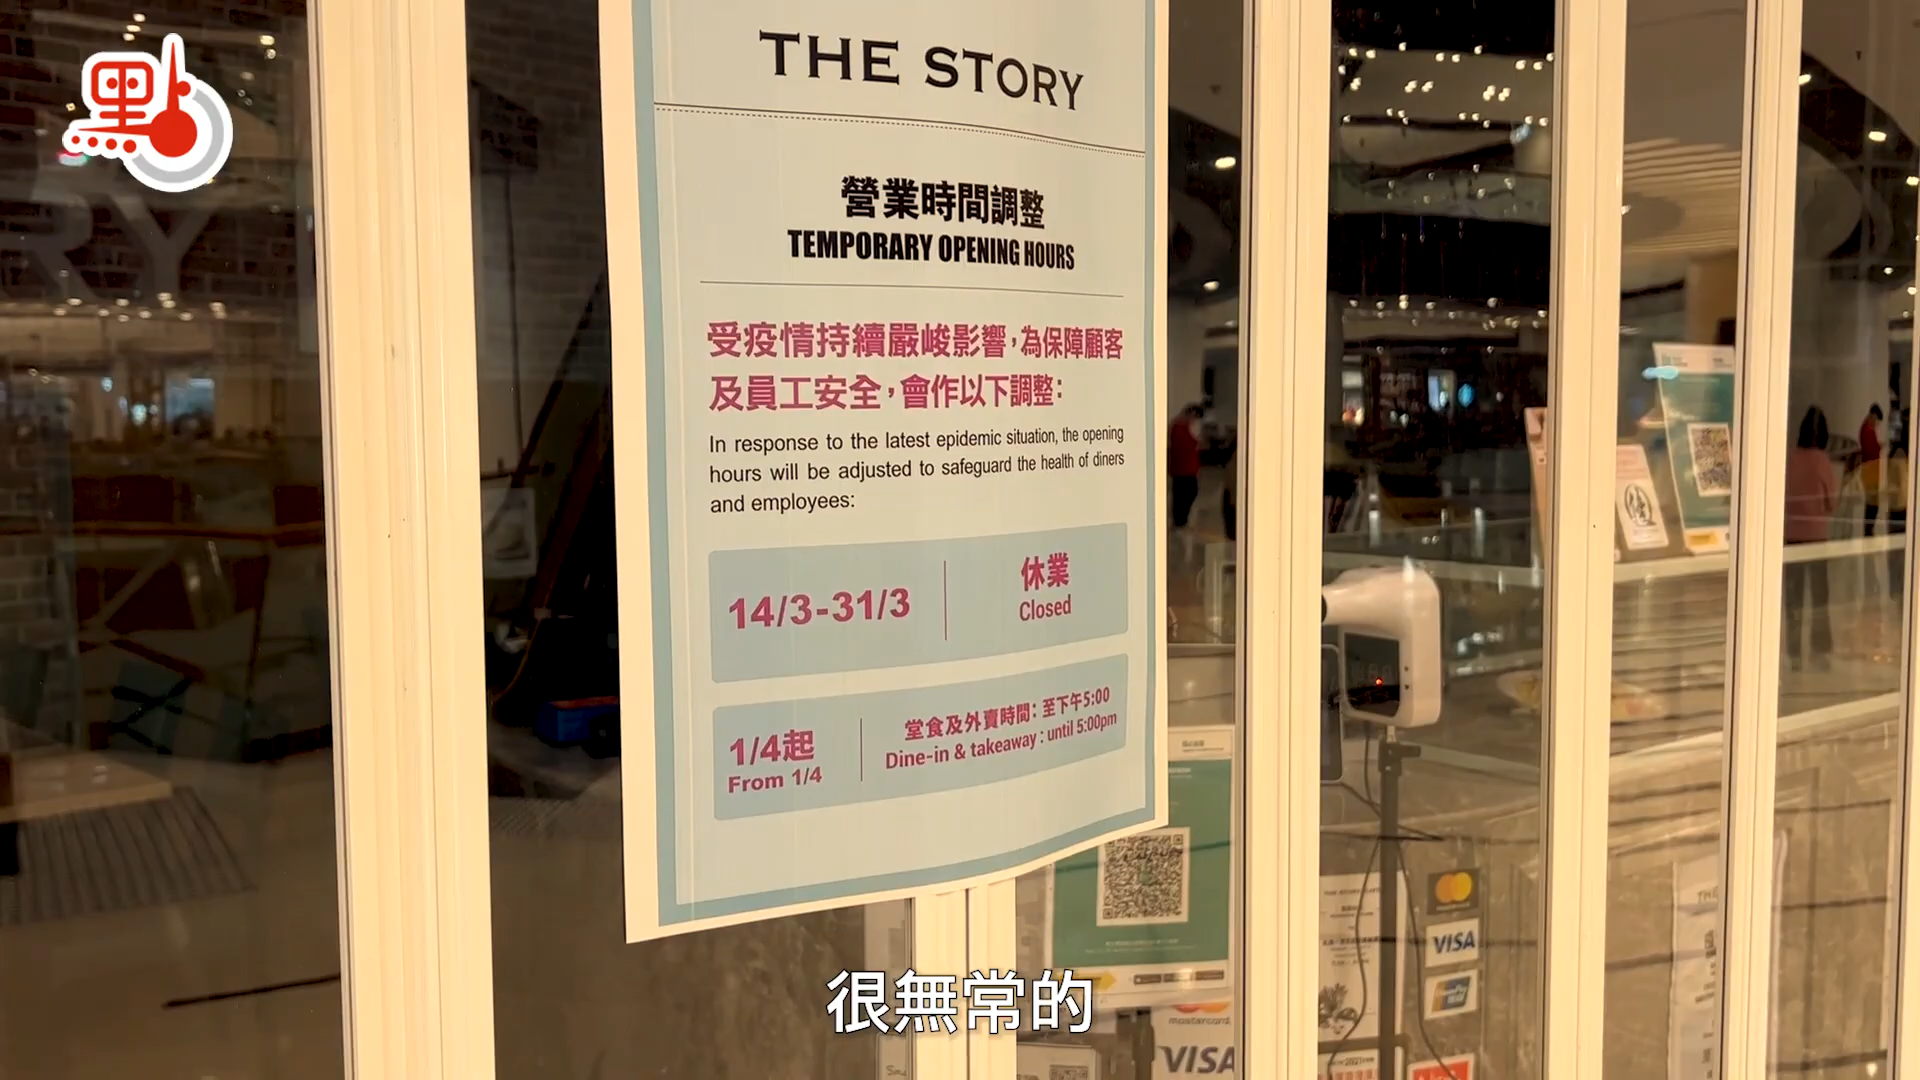 點
THE STORY
營業時間調整
TEMPORARY OPENING HOURS
受疫情持續嚴峻影響，為保障顧客
及員工安全，會作以下調整：
In response to the latest epidemic situation, the opening
hours will be adjusted to safeguard the health of diners
and employees:
14/3-31/3
休業
Closed
1/4起
From 1/4
堂食及外賣時間：至下午5:00
Dine-in & takeaway : until 5:00pm
RY
VISA
mastercard
VISA
很無常的